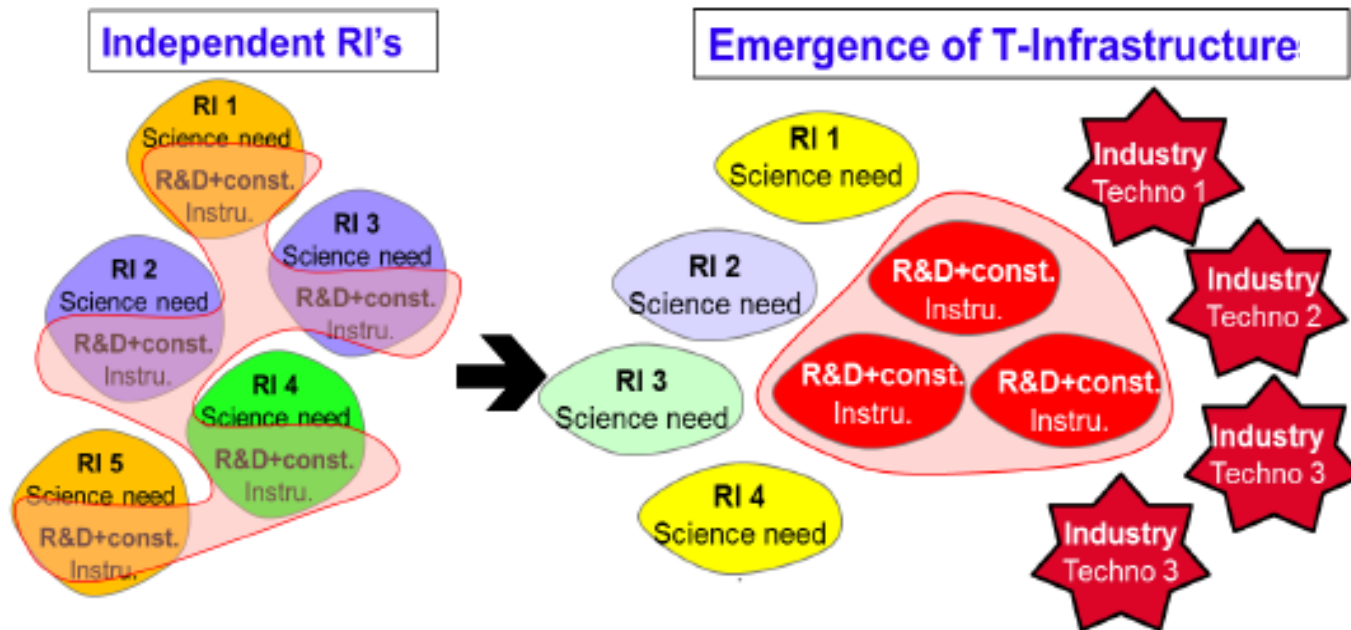 Independent RI's
RI 1
Science need
R&D+const.
Instru.
RI 3
Science need
R&D+const.
Instru.
RI 2
Science need
R&D+const.
Instru.
RI 4
Science need
R&D+const.
Instru.
RI 5
Science need
R&D+const.
Instru.
Emergence of T-Infrastructure
RI 1
Science need
RI 2
Science need
RI 3
Science need
RI 4
Science need
R&D+const.
Instru.
R&D+const.
Instru.
R&D+const.
Instru.
Industry
Techno 1
Industry
Techno 2
Industry
Techno 3
Industry
Techno 3